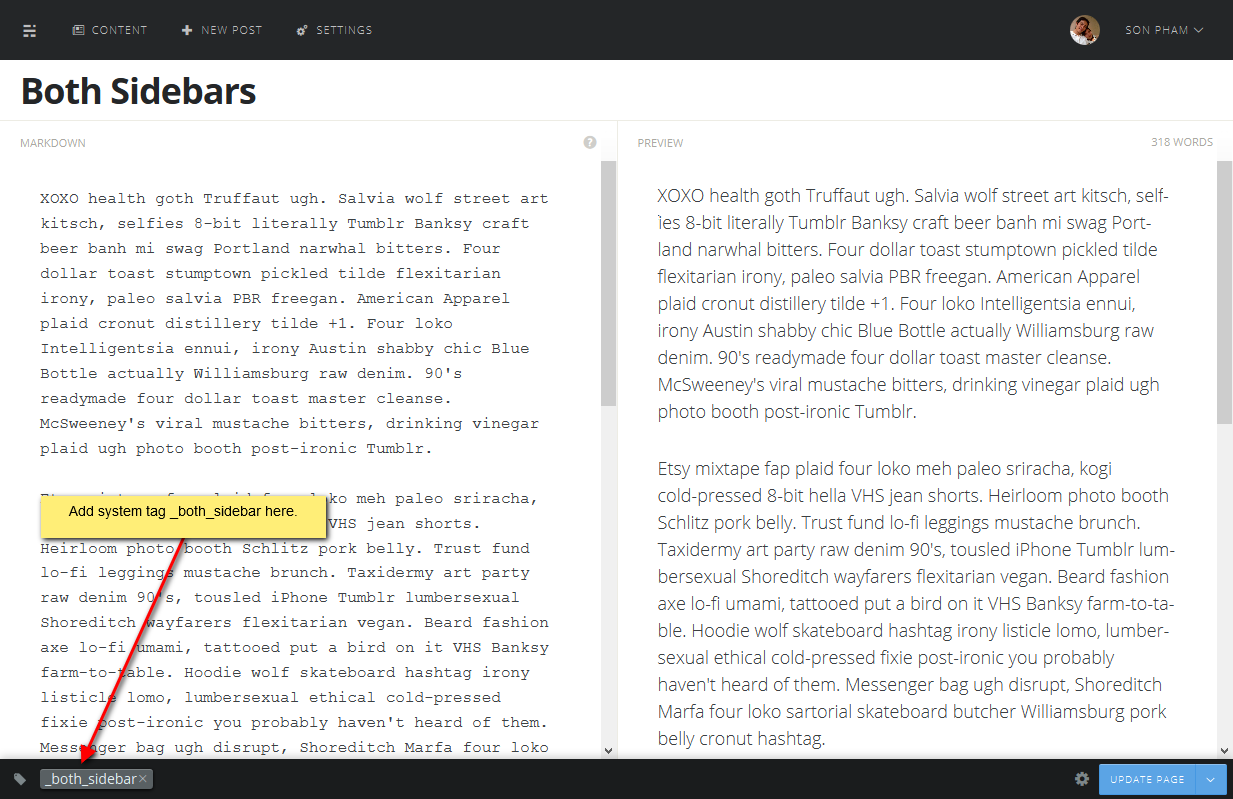 CONTENT
NEW POST
SETTINGS
SON PHAM
Both Sidebars
MARKDOWN
?
XOXO health goth Truffaut ugh. Salvia wolf street art
kitsch, selfies 8-bit literally Tumblr Banksy craft
beer banh mi swag Portland narwhal bitters. Four
dollar toast stumptown pickled tilde flexitarian
irony, paleo salvia PBR freegan. American Apparel
plaid cronut distillery tilde +1. Four loko
Intelligentsia ennui, irony Austin shabby chic Blue
Bottle actually Williamsburg raw denim. 90's
readymade four dollar toast master cleanse.
McSweeney's viral mustache bitters, drinking vinegar
plaid ugh photo booth post-ironic Tumblr.
loko meh paleo sriracha,
VHS jean shorts.
Heirloom photo booth Schlitz pork belly. Trust fund
lo-fi leggings mustache brunch. Taxidermy art party
raw denim 90's, tousled iPhone Tumblr lumbersexual
Shoreditch wayfarers flexitarian vegan. Beard fashion
axe lo-fi umami, tattooed put a bird on it VHS Banksy
farm-to-table. Hoodie wolf skateboard hashtag irony
listicle lomo, lumbersexual ethical cold-pressed
fixie post-ironic you probably haven't heard of them.
Messenger bag ugh disrupt, Shoreditch Marfa four loko
Add system tag _both_sidebar here.
PREVIEW
318 WORDS
XOXO health goth Truffaut ugh. Salvia wolf street art kitsch, self-
ies 8-bit literally Tumblr Banksy craft beer banh mi swag Port-
land narwhal bitters. Four dollar toast stumptown pickled tilde
flexitarian irony, paleo salvia PBR freegan. American Apparel
plaid cronut distillery tilde +1. Four loko Intelligentsia ennui,
irony Austin shabby chic Blue Bottle actually Williamsburg raw
denim. 90's readymade four dollar toast master cleanse.
McSweeney's viral mustache bitters, drinking vinegar plaid ugh
photo booth post-ironic Tumblr.
Etsy mixtape fap plaid four loko meh paleo sriracha, kogi
cold-pressed 8-bit hella VHS jean shorts. Heirloom photo booth
Schlitz pork belly. Trust fund lo-fi leggings mustache brunch.
Taxidermy art party raw denim 90's, tousled iPhone Tumblr lum-
bersexual Shoreditch wayfarers flexitarian vegan. Beard fashion
axe lo-fi umami, tattooed put a bird on it VHS Banksy farm-to-ta-
ble. Hoodie wolf skateboard hashtag irony listicle lomo, lumber-
sexual ethical cold-pressed fixie post-ironic you probably
haven't heard of them. Messenger bag ugh disrupt, Shoreditch
Marfa four loko sartorial skateboard butcher Williamsburg pork
belly cronut hashtag.
_both_sidebar×
UPDATE PAGE